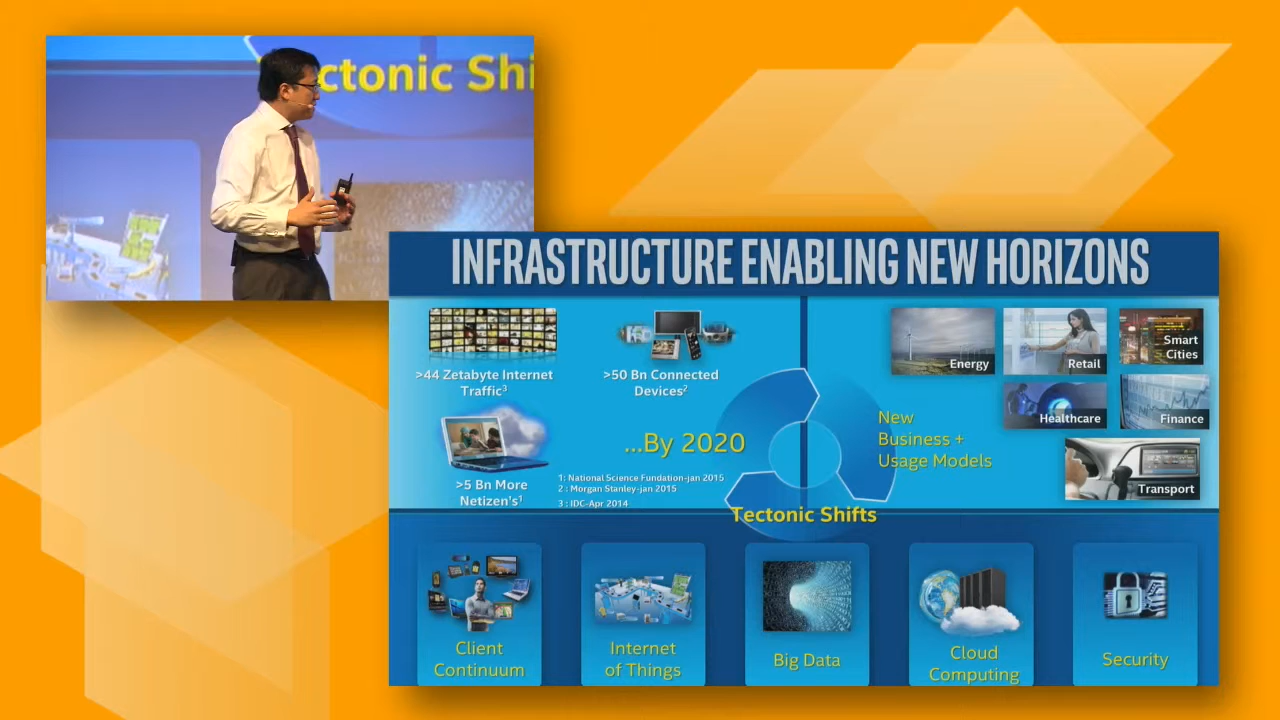 ctonic Shi
INFRASTRUCTURE ENABLING NEW HORIZONS
>44 Zetabyte Internet
Traffic3
>50 Bn Connected
Devices2
>5 Bn More
Netizen's1
...By 2020
1: National Science Fundation-jan 2015
2 : Morgan Stanley-jan 2015
3 : IDC-Apr 2014
Energy
Retail
Smart
Cities
Healthcare
Finance
Transport
New
Business +
Usage Models
Tectonic Shifts
Client
Continuum
Internet
of Things
Big Data
Cloud
Computing
Security